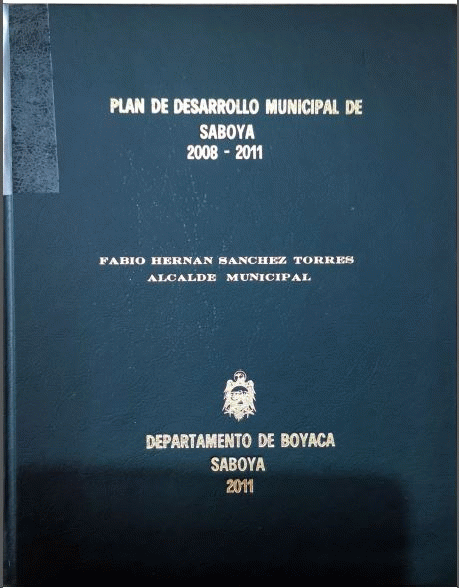 PLAN DE DESARROLLO MUNICIPAL DE
SABOYA
2008 - 2011
FABIO HERNAN SANCHEZ TORRES
ALCALDE MUNICIPAL
DEPARTAMENTO DE BOYACA
SABOYA
2011